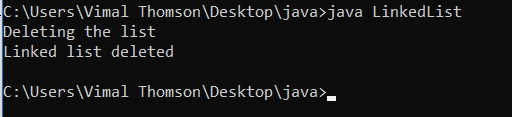 C:\Users\Vimal Thomson\Desktop\java>java LinkedList
Deleting the list
Linked list deleted
C:\Users\Vimal Thomson\Desktop\java>